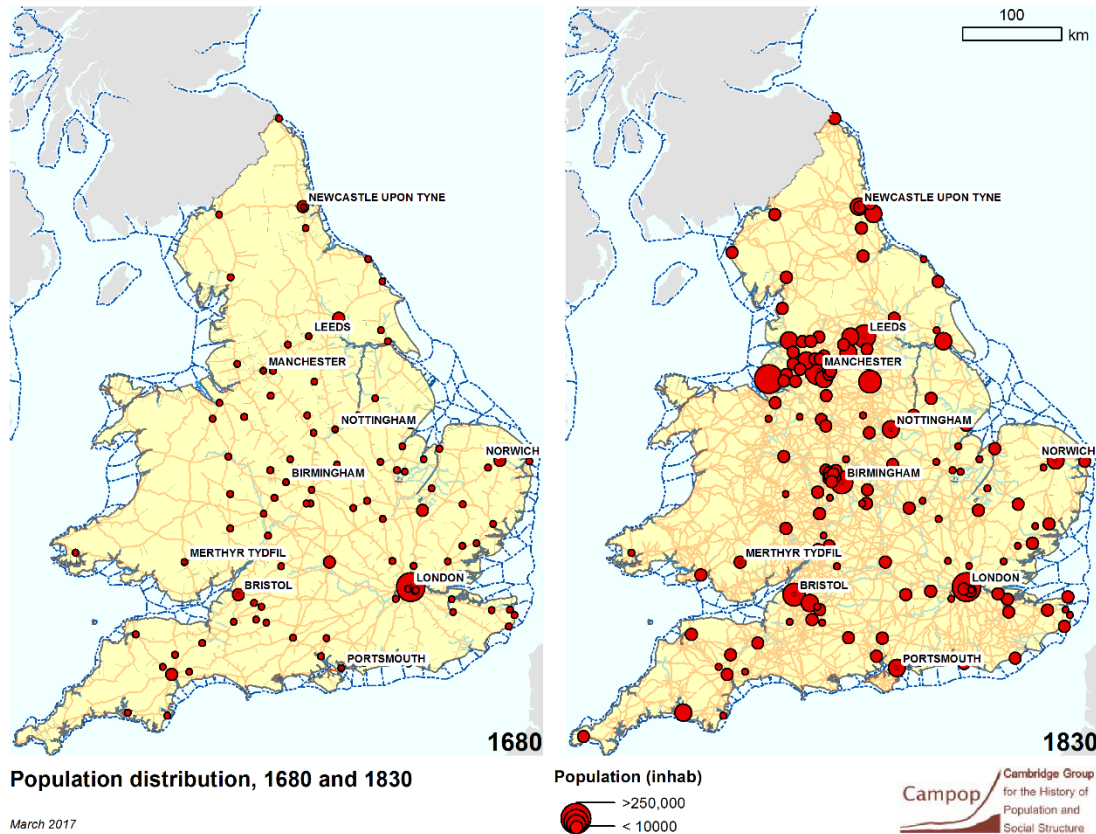 NEWCASTLE UPON TYNE
LEEDS
MANCHESTER
NOTTINGHAM
NORWICH
BIRMINGHAM
MERTHYR TYDFIL
LONDON
BRISTOL
PORTSMOUTH
1680
100
km
NEWCASTLE UPON TYNE
LEEDS
MANCHESTER
NOTTINGHAM
NORWICH
BIRMINGHAM
MERTHYR TYDFIL
LONDON
BRISTOL
PORTSMOUTH
1830
Population distribution, 1680 and 1830
March 2017
Population (inhab)
>250,000
< 10000
Campop
Cambridge Group
for the History of
Population and
Social Structure